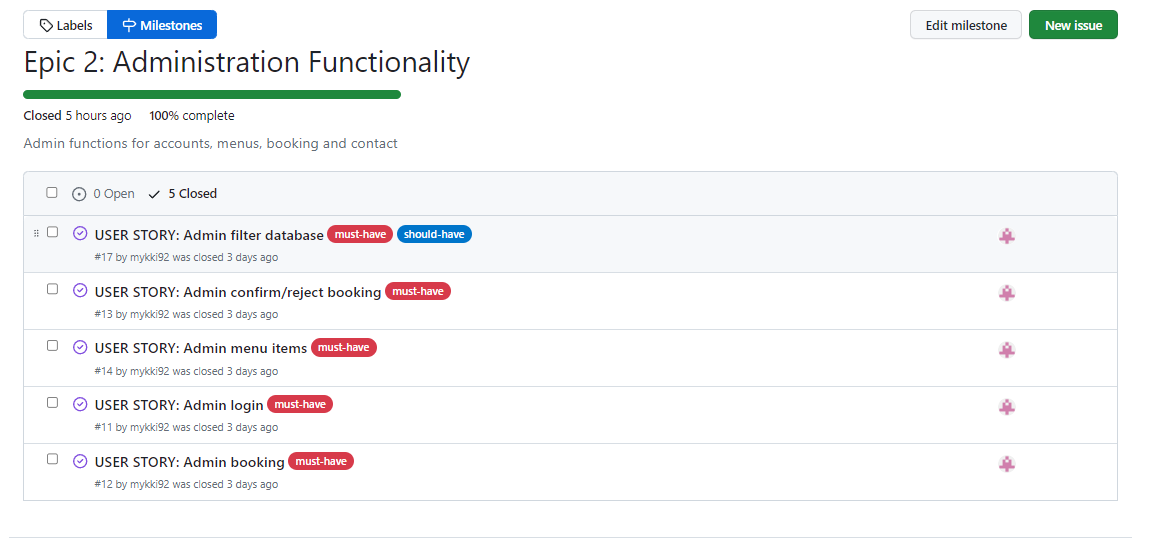 Labels Milestones Edit milestone New issue
Epic 2: Administration Functionality
Closed 5 hours ago 100% complete
Admin functions for accounts, menus, booking and contact
0 Open 5 Closed
USER STORY: Admin filter database must-have should-have
#17 by mykki92 was closed 3 days ago
USER STORY: Admin confirm/reject booking must-have
#13 by mykki92 was closed 3 days ago
USER STORY: Admin menu items must-have
#14 by mykki92 was closed 3 days ago
USER STORY: Admin login must-have
#11 by mykki92 was closed 3 days ago
USER STORY: Admin booking must-have
#12 by mykki92 was closed 3 days ago